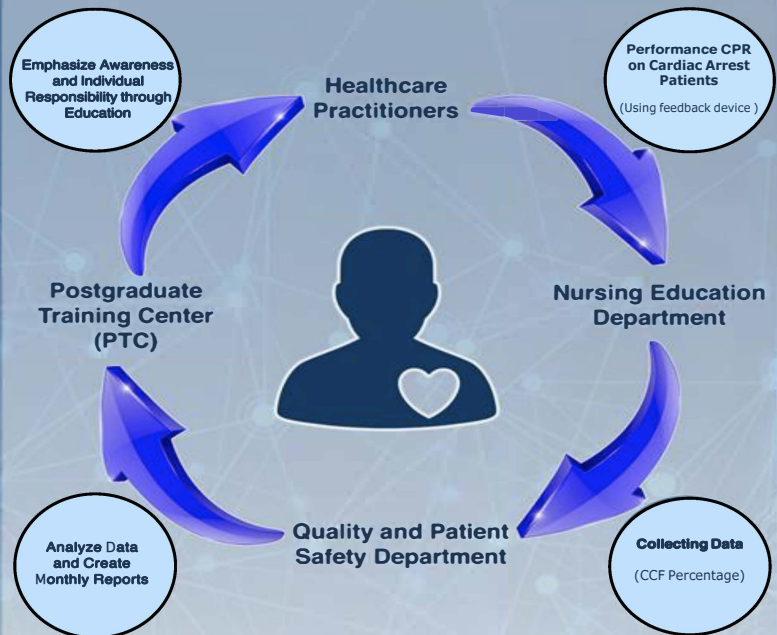 Emphasize Awareness
and Individual
Responsibility through
Education
Healthcare
Practitioners
Performance CPR
on Cardiac Arrest
Patients
(Using feedback device )
Postgraduate
Training Center
(PTC)
Nursing Education
Department
Analyze Data
and Create
Monthly Reports
Quality and Patient
Safety Department
Collecting Data
(CCF Percentage)